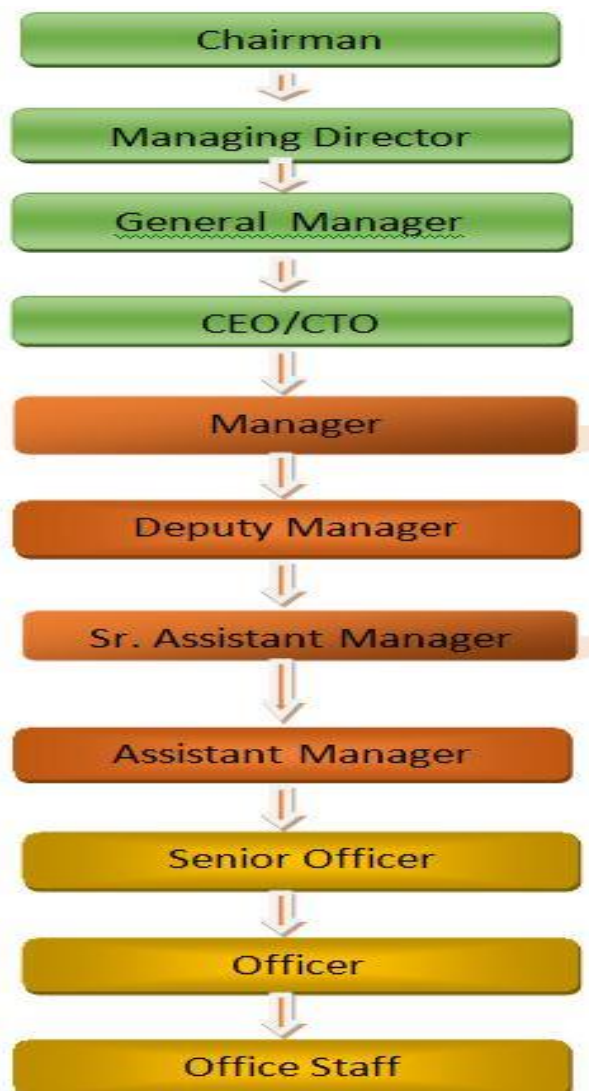 Chairman
Managing Director
General Manager
CEO/CTO
Manager
Deputy Manager
Sr. Assistant Manager
Assistant Manager
Senior Officer
Officer
Office Staff